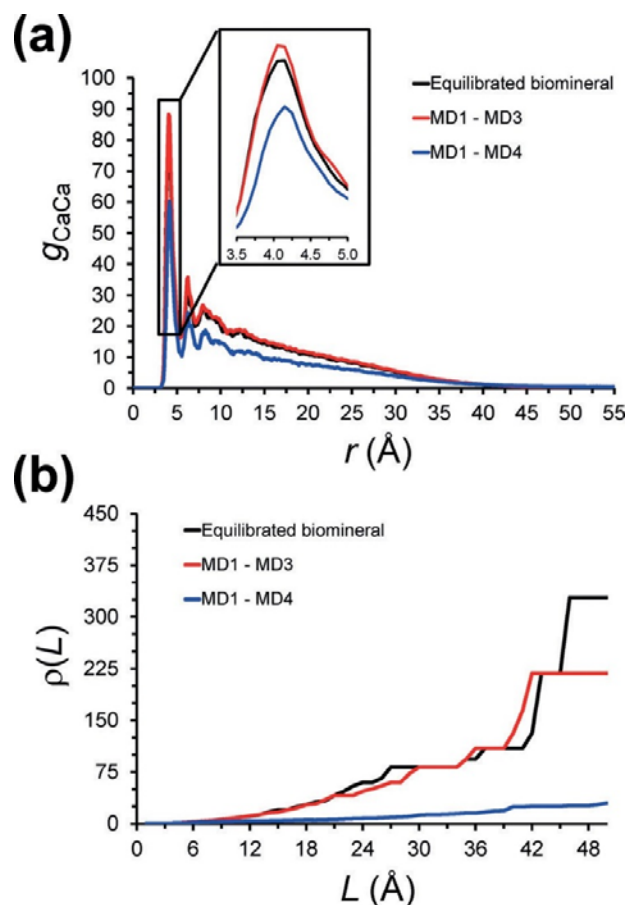 (a)
100
90
80
70
60
50
40
30
20
10
0
gCaCa
3.5 4.0 4.5 5.0
Equilibrated biomineral
MD1 - MD3
MD1 - MD4
0 5 10 15 20 25 30 35 40 45 50 55
r (Å)
(b)
450
375
300
225
150
75
0
ρ(L)
Equilibrated biomineral
MD1 - MD3
MD1 - MD4
0 6 12 18 24 30 36 42 48
L (Å)